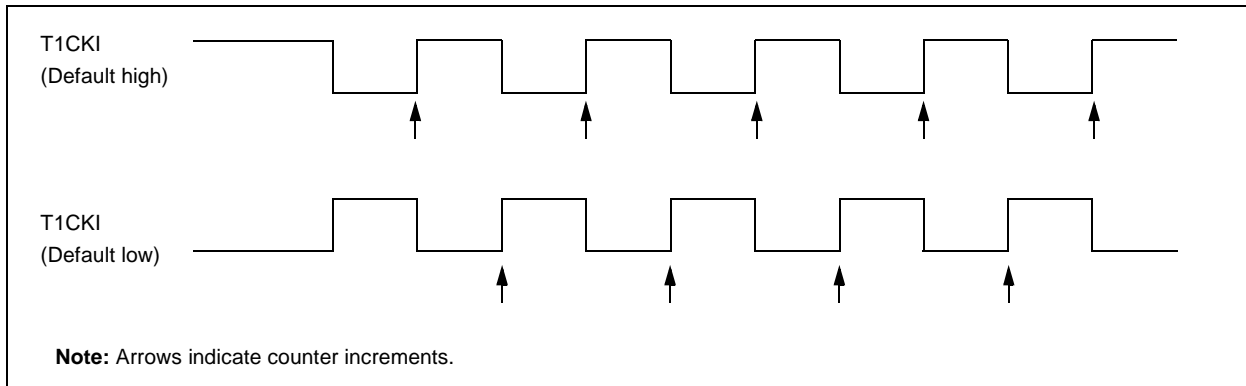 T1CKI
(Default high)
T1CKI
(Default low)
Note: Arrows indicate counter increments.